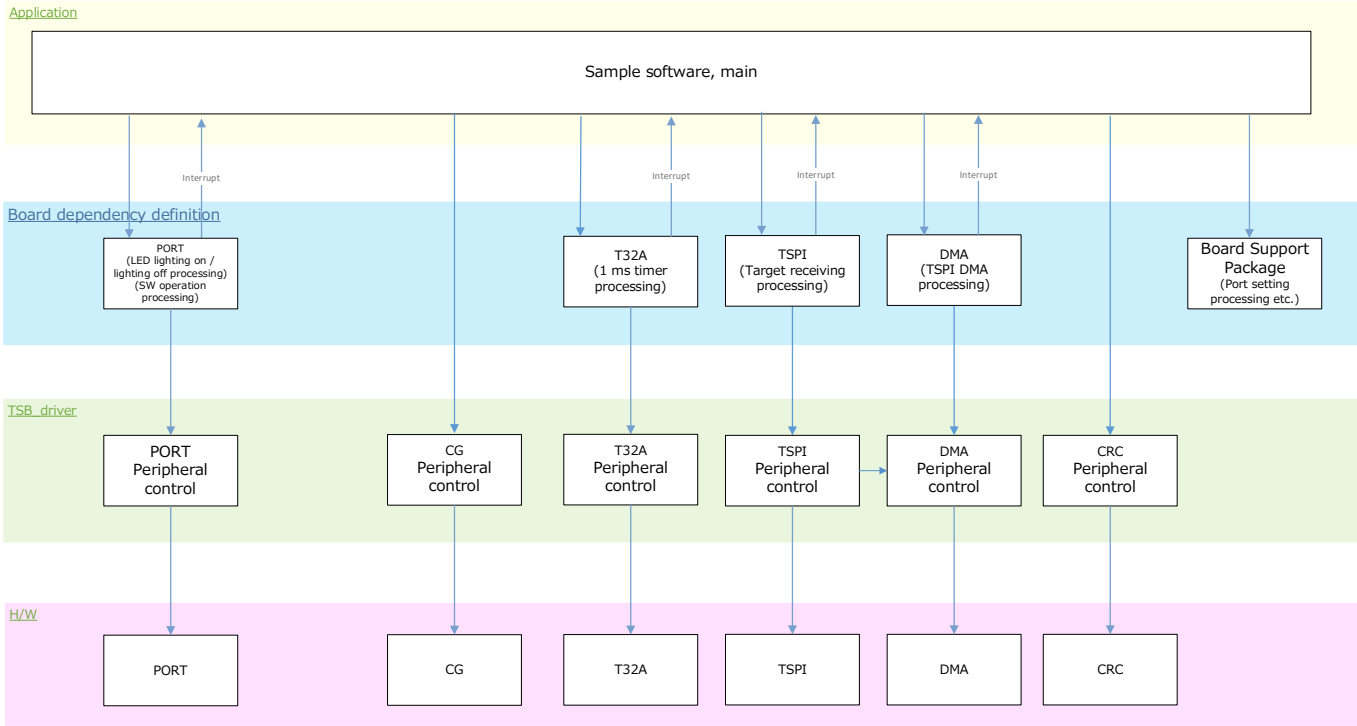 Application
Sample software, main
Interrupt
Interrupt
Interrupt
Interrupt
Board dependency definition
PORT
(LED lighting on /
lighting off processing)
(SW operation
processing)
T32A
(1 ms timer
processing)
TSPI
(Target receiving
processing)
DMA
(TSPI DMA
processing)
Board Support
Package
(Port setting
processing etc.)
TSB_driver
PORT
Peripheral
control
CG
Peripheral
control
T32A
Peripheral
control
TSPI
Peripheral
control
DMA
Peripheral
control
CRC
Peripheral
control
H/W
PORT
CG
T32A
TSPI
DMA
CRC